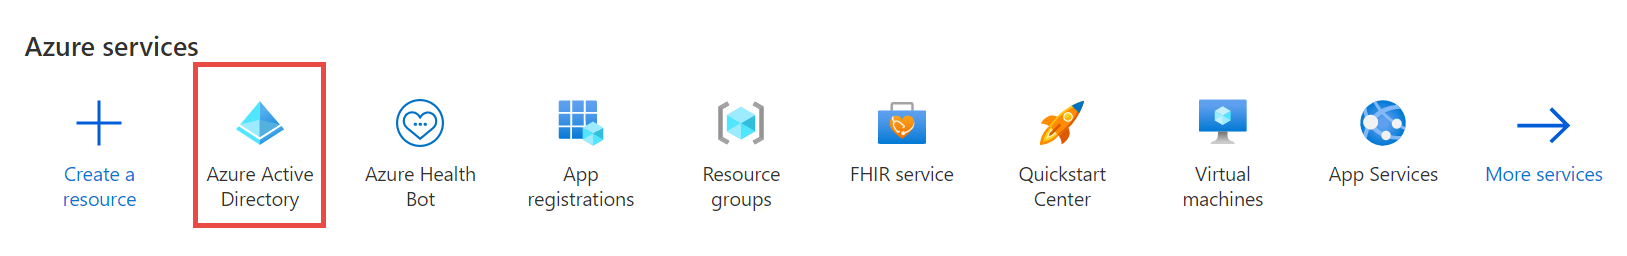 Azure services
Create a
resource
Azure Active
Directory
Azure Health
Bot
App
registrations
Resource
groups
FHIR service
Quickstart
Center
Virtual
machines
App Services
More services